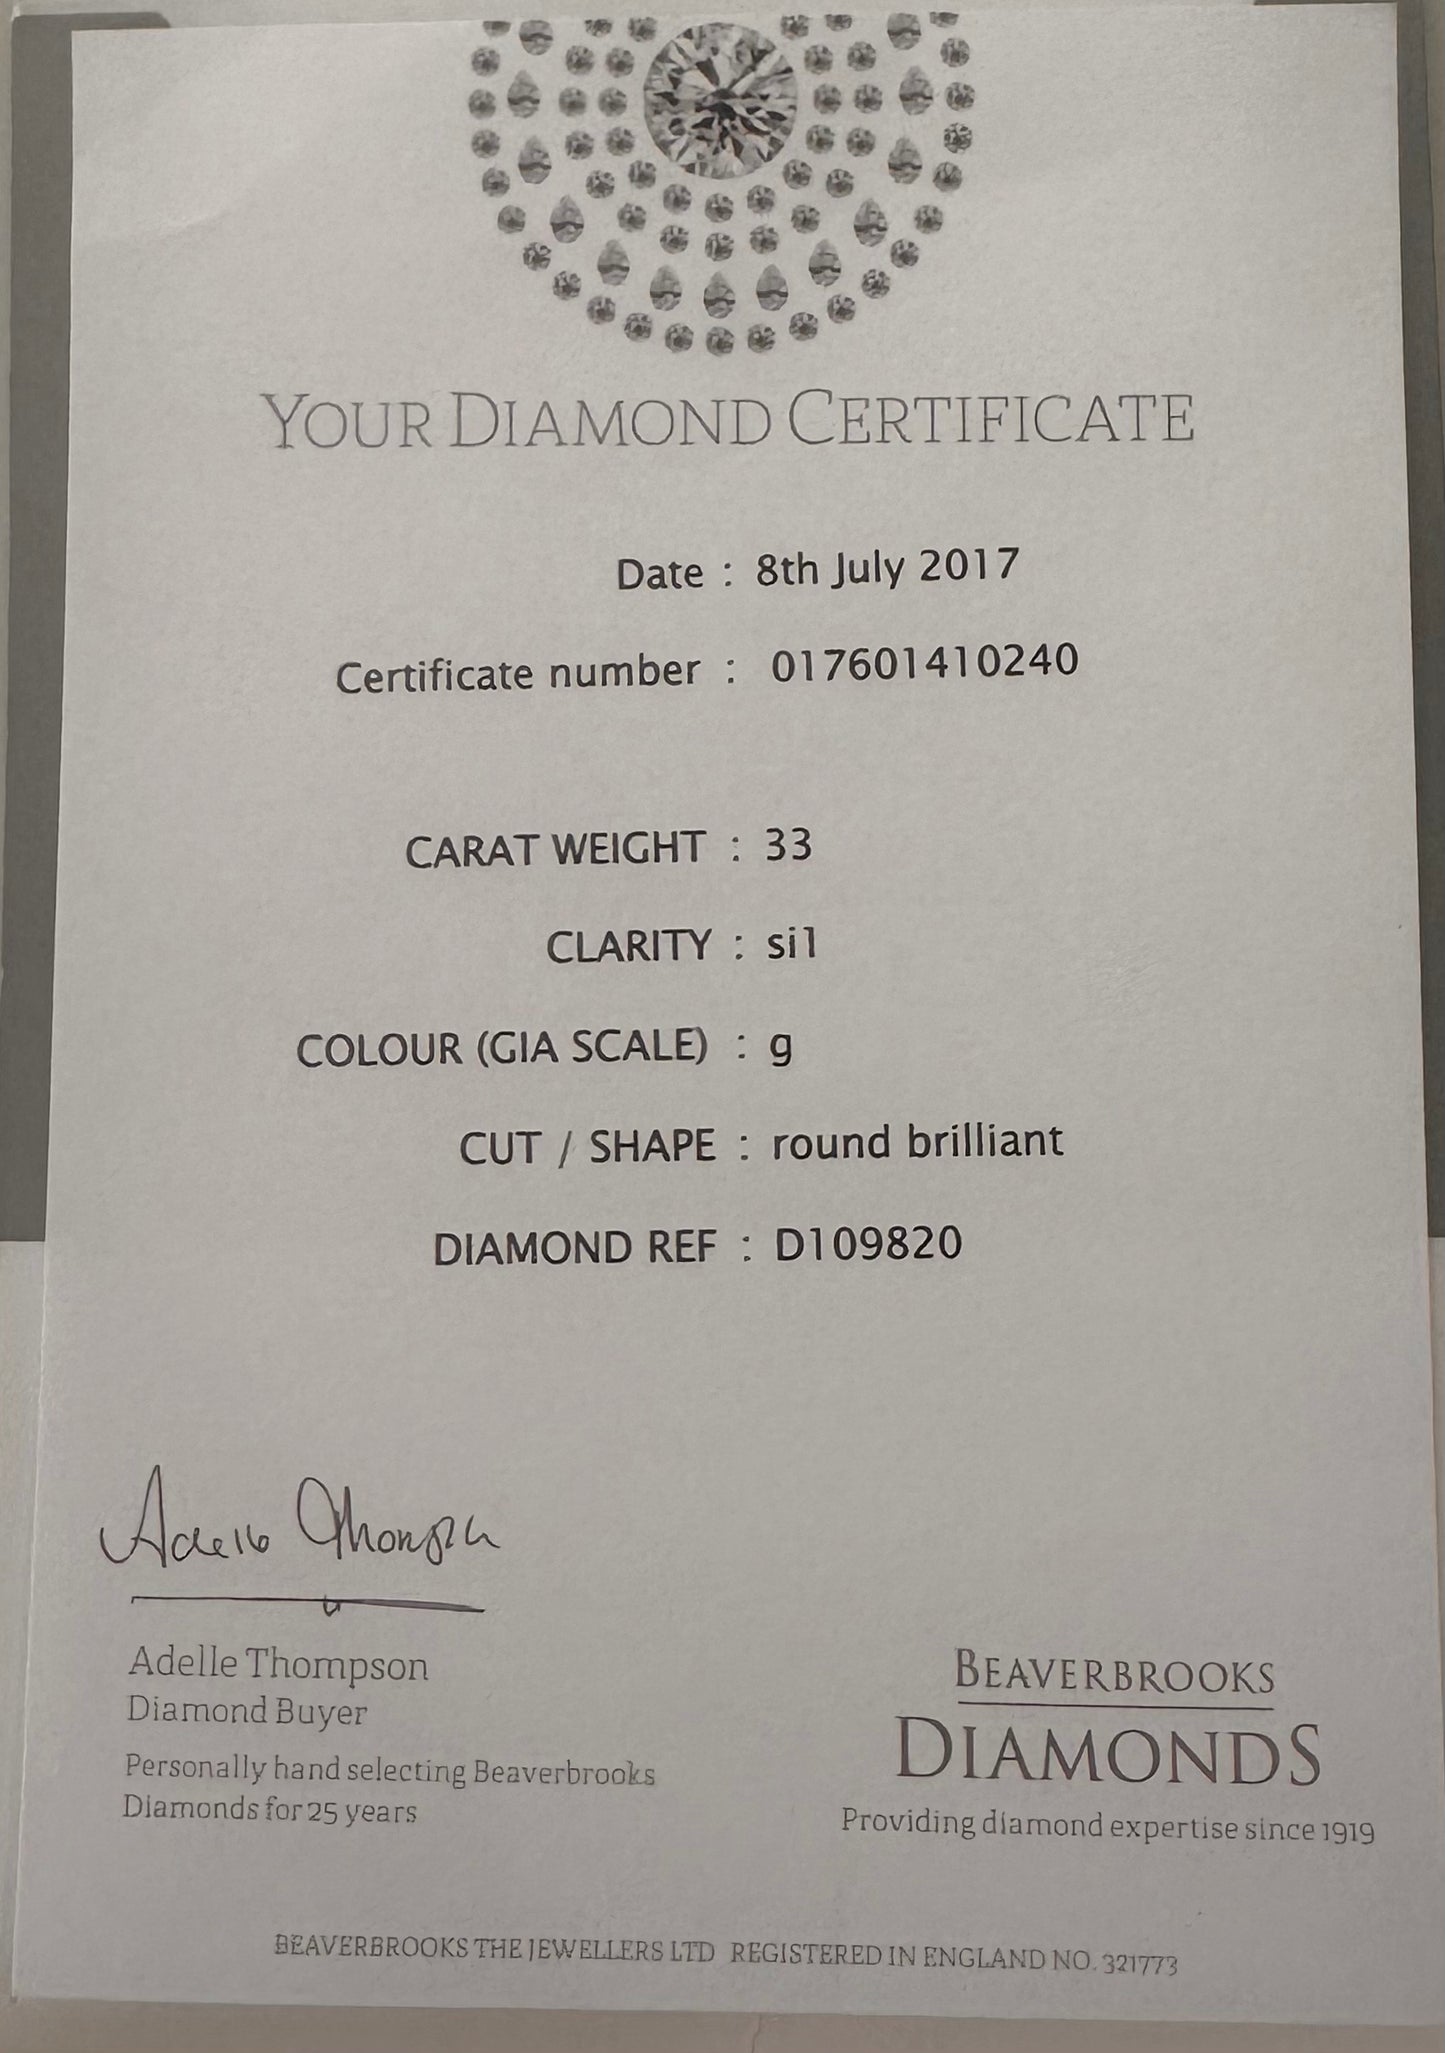 YOUR DIAMOND CERTIFICATE
Date : 8th July 2017
Certificate number : 017601410240
CARAT WEIGHT : 33
CLARITY : si1
COLOUR (GIA SCALE) : g
CUT / SHAPE : round brilliant
DIAMOND REF : D109820
Adelle Thompson
Adelle Thompson
Diamond Buyer
Personally hand selecting Beaverbrooks
Diamonds for 25 years
BEAVERBROOKS
DIAMONDS
Providing diamond expertise since 1919
BEAVERBROOKS THE JEWELLERS LTD REGISTERED IN ENGLAND NO. 321773